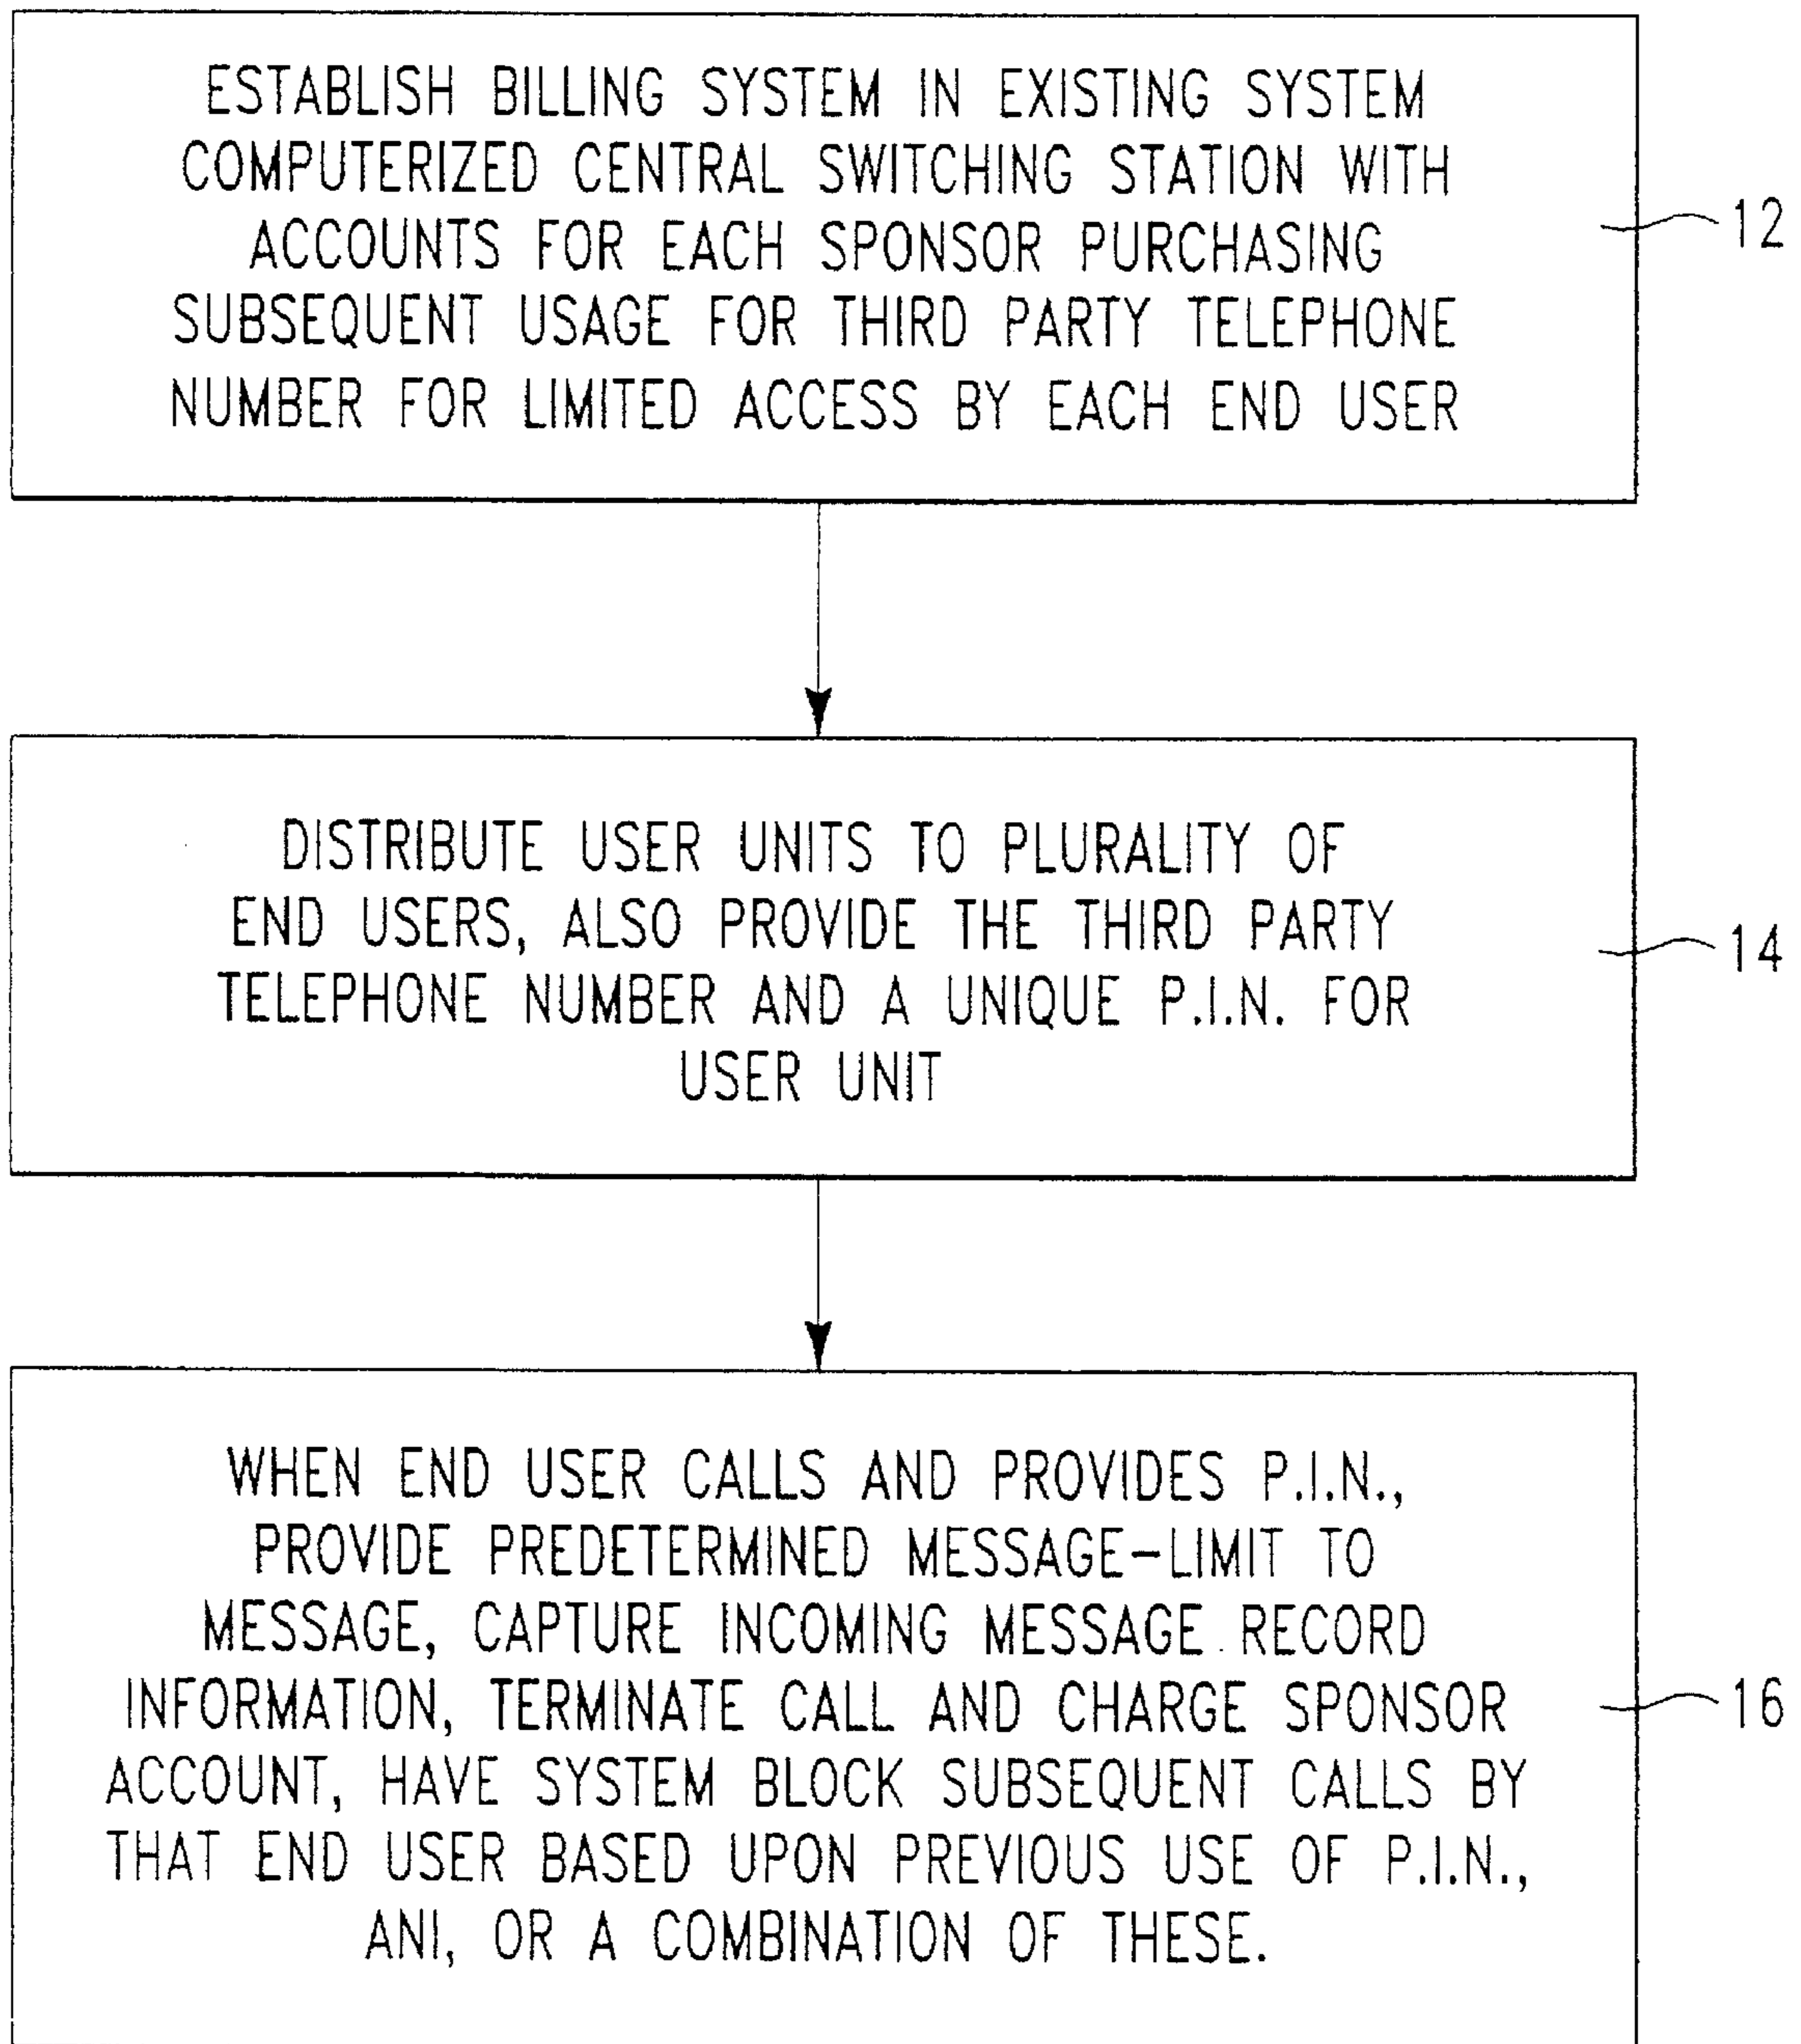 ESTABLISH BILLING SYSTEM IN EXISTING SYSTEM
COMPUTERIZED CENTRAL SWITCHING STATION WITH
ACCOUNTS FOR EACH SPONSOR PURCHASING
SUBSEQUENT USAGE FOR THIRD PARTY TELEPHONE
NUMBER FOR LIMITED ACCESS BY EACH END USER
12
DISTRIBUTE USER UNITS TO PLURALITY OF
END USERS, ALSO PROVIDE THE THIRD PARTY
TELEPHONE NUMBER AND A UNIQUE P.I.N. FOR
USER UNIT
14
WHEN END USER CALLS AND PROVIDES P.I.N.,
PROVIDE PREDETERMINED MESSAGE-LIMIT TO
MESSAGE, CAPTURE INCOMING MESSAGE RECORD
INFORMATION, TERMINATE CALL AND CHARGE SPONSOR
ACCOUNT, HAVE SYSTEM BLOCK SUBSEQUENT CALLS BY
THAT END USER BASED UPON PREVIOUS USE OF P.I.N.,
ANI, OR A COMBINATION OF THESE.
16